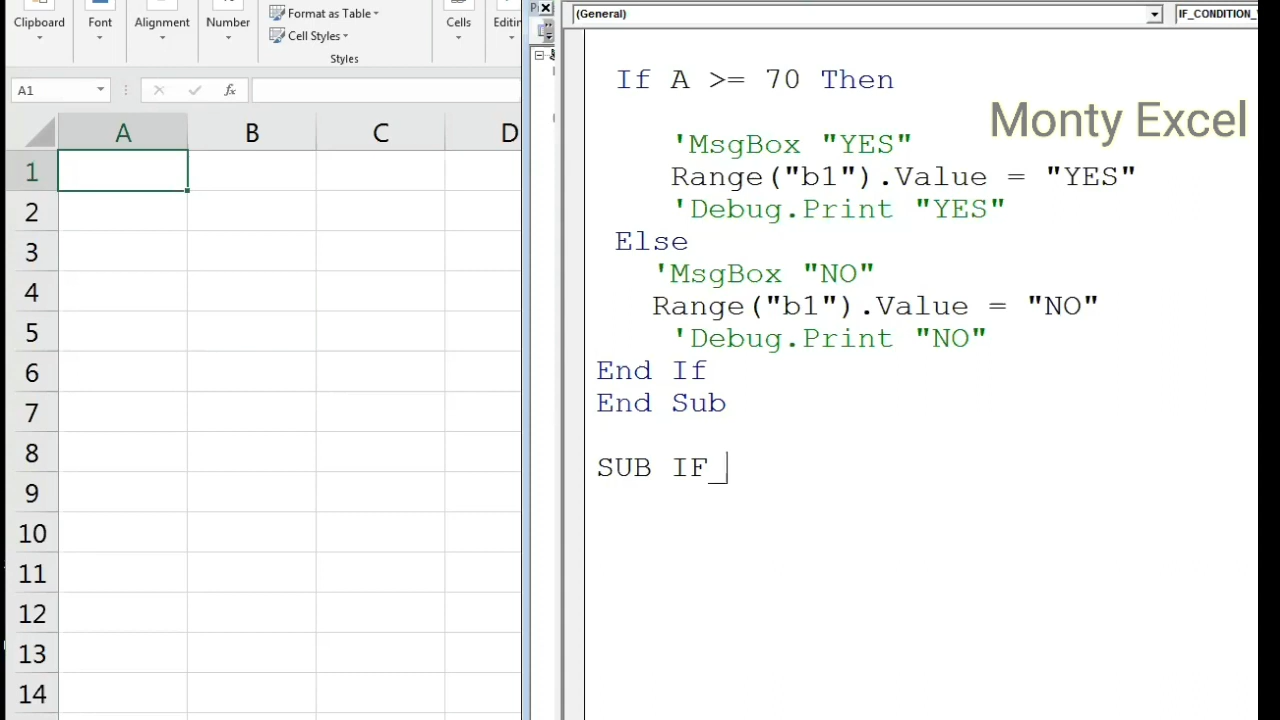 Clipboard
Font
Alignment
Number
Format as Table
Cell Styles
Styles
Cells
A1
fx
A B C D
1
2
3
4
5
6
7
8
9
10
11
12
13
14
P
(General)
If A >= 70 Then
Monty Excel
'MsgBox "YES"
Range("b1").Value = "YES"
'Debug.Print "YES"
Else
'MsgBox "NO"
Range("b1").Value = "NO"
'Debug.Print "NO"
End If
End Sub
SUB IF_